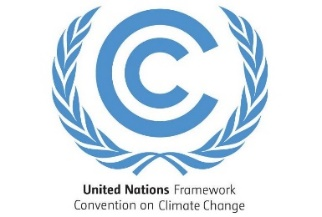 United Nations Framework
Convention on Climate Change